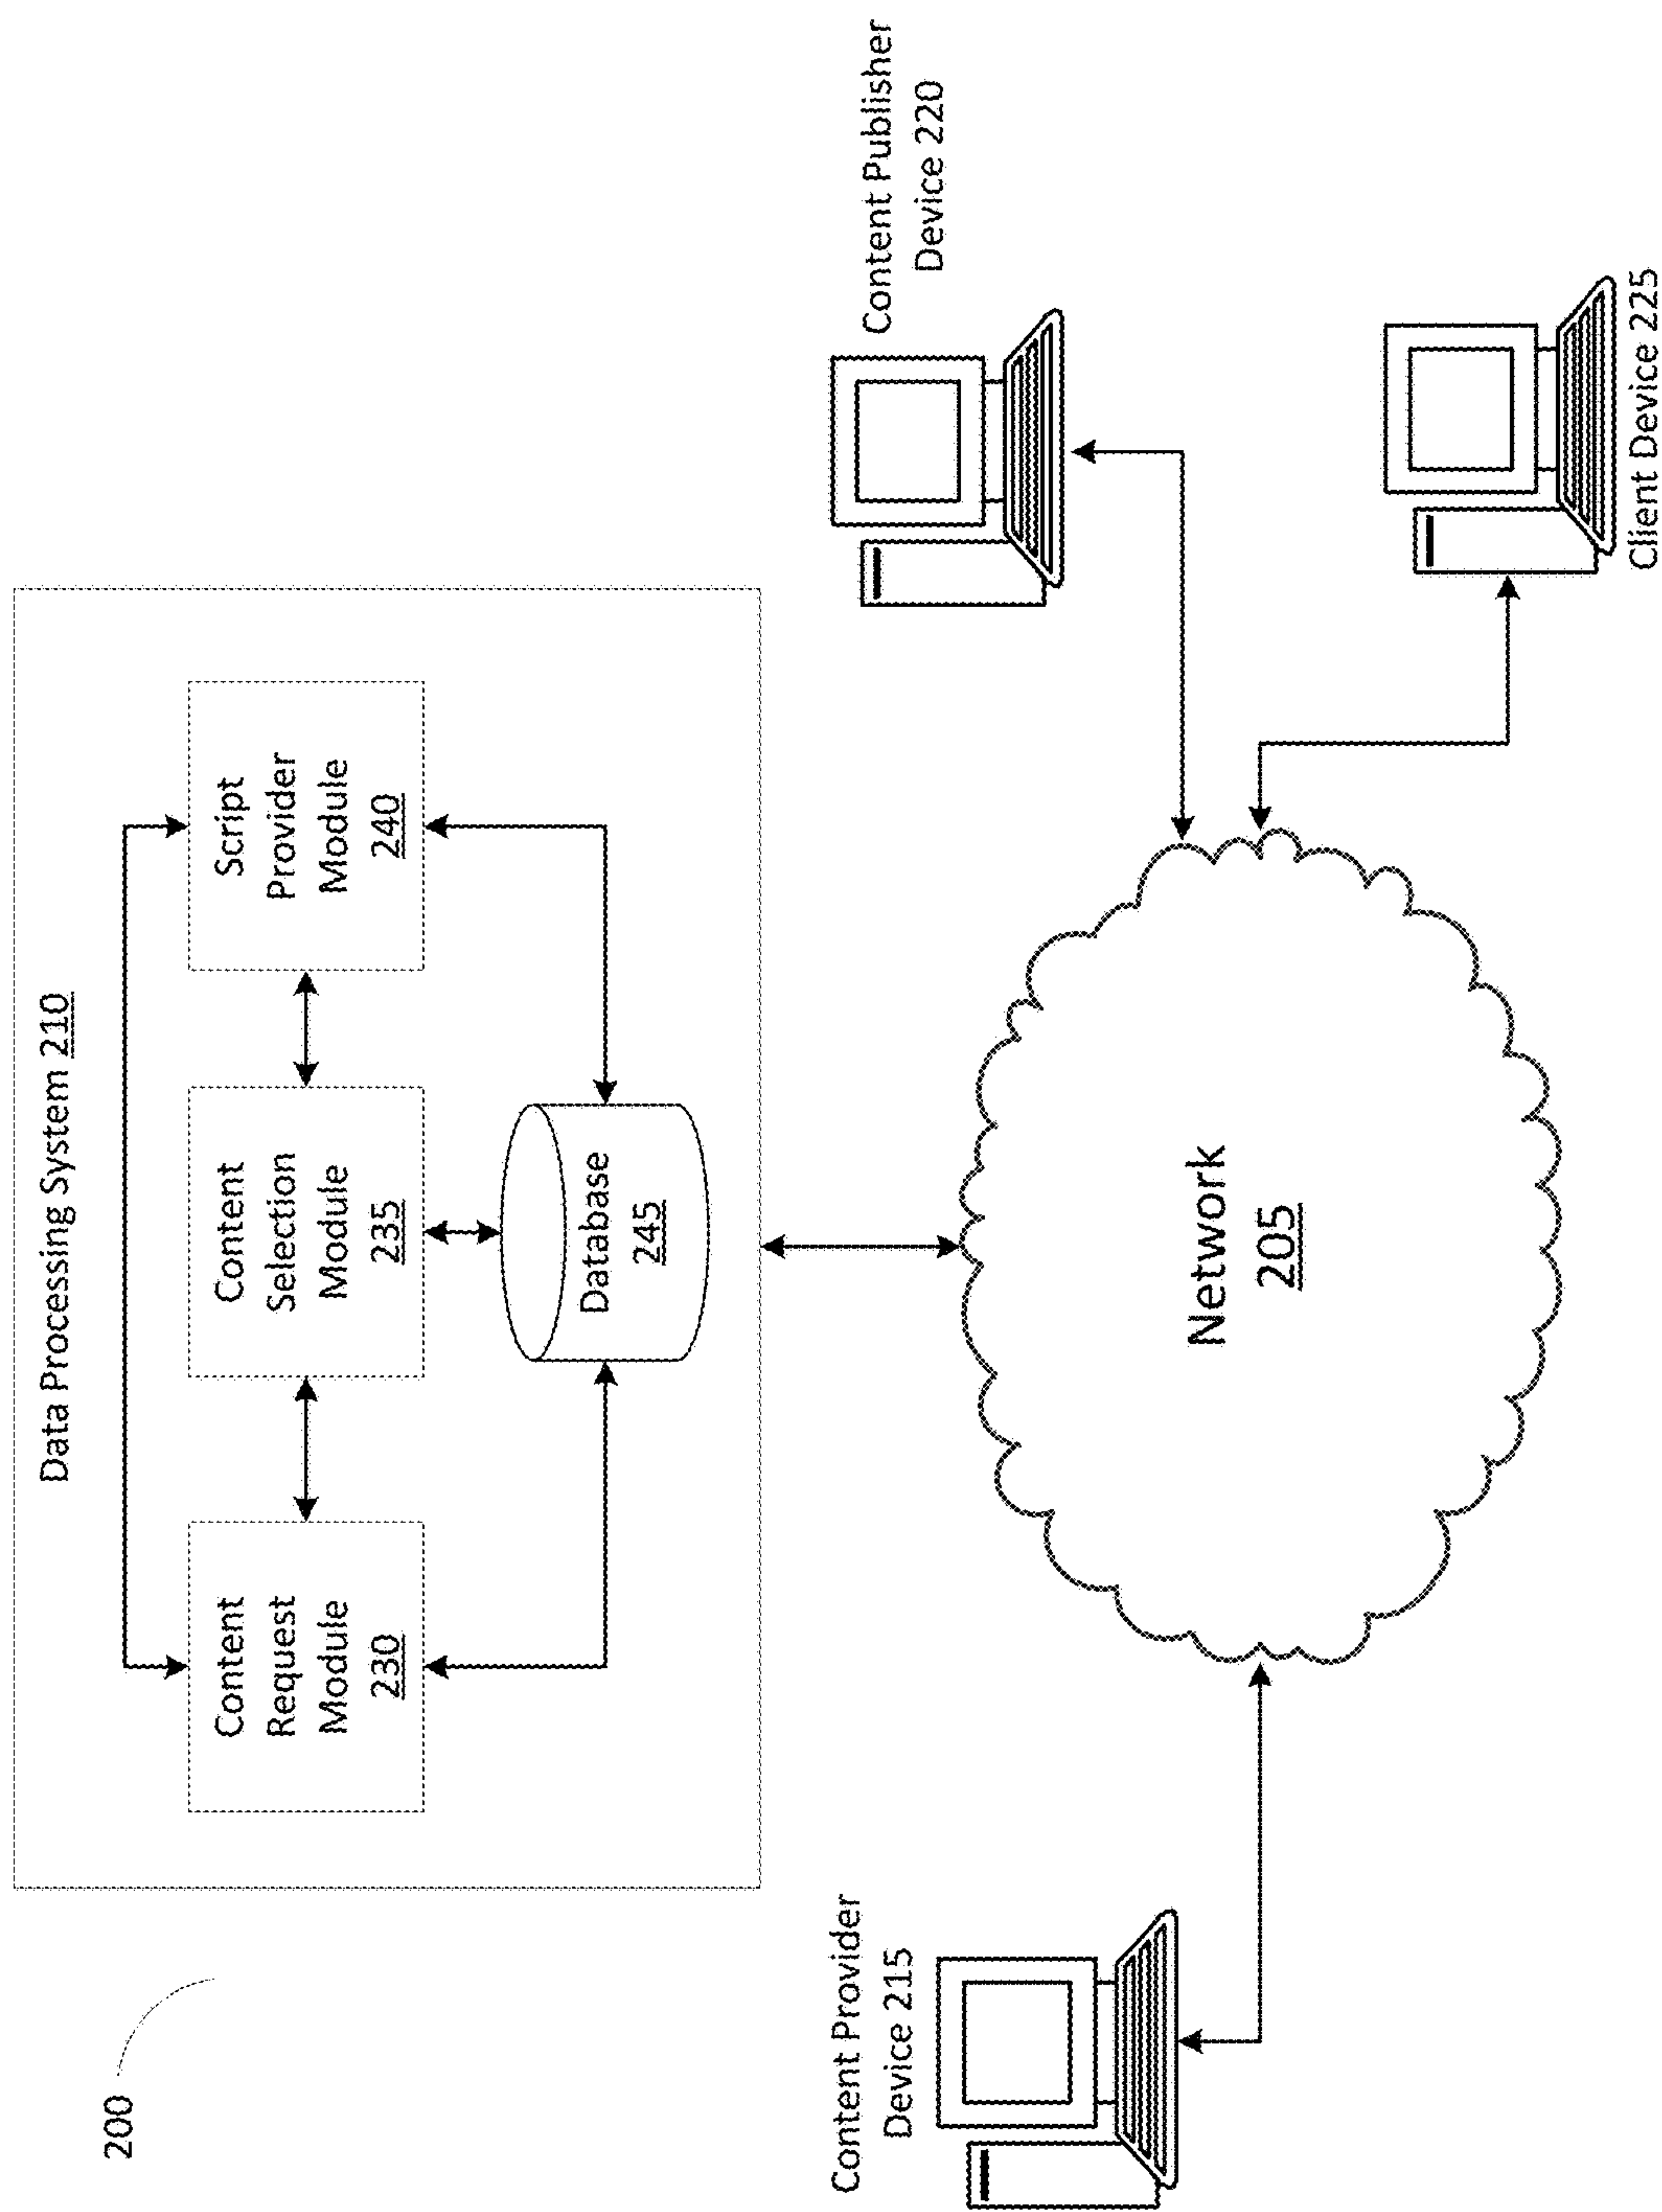 200
Data Processing System 210
Content
Request
Module
230
Content
Selection
Module
235
Script
Provider
Module
240
Database
245
Content Provider
Device 215
Network
205
Content Publisher
Device 220
Client Device 225